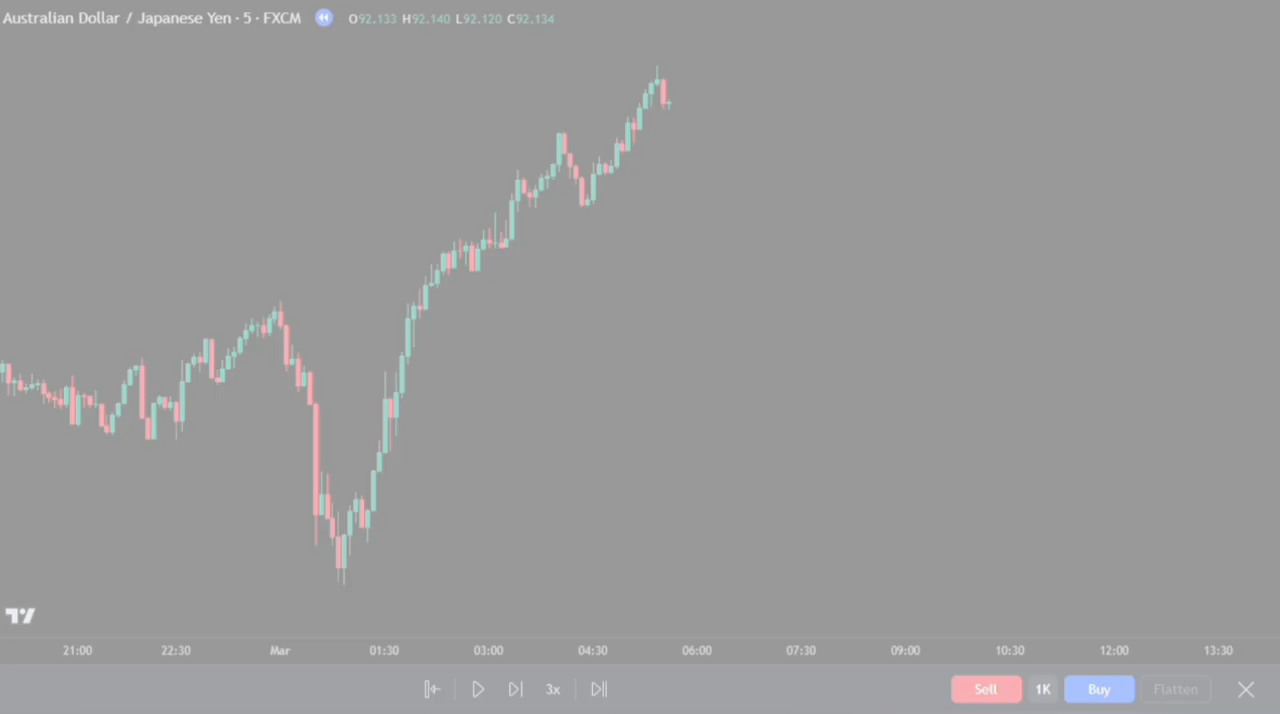 Australian Dollar / Japanese Yen · 5 · FXCM O92.133 H92.140 L92.120 C92.134
21:00 22:30 Mar 01:30 03:00 04:30 06:00 07:30 09:00 10:30 12:00 13:30
3x Sell 1K Buy Flatten